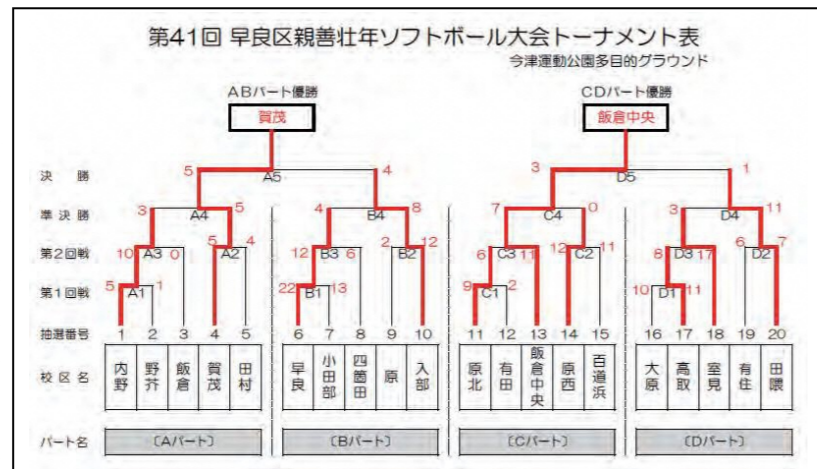 第41回 早良区親善壮年ソフトボール大会トーナメント表
今津運動公園多目的グラウンド
ABパート優勝 CDパート優勝
賀茂 飯倉中央
決勝 5 A5 4 3 D5 1
準決勝 3 A4 5 4 B4 8 7 C4 0 3 D4 11
第2回戦 10 A3 0 5 A2 4 12 B3 6 2 B2 12 6 C3 11 12 C2 11 8 D3 17 6 D2 7
第1回戦 5 A1 1 22 B1 13 9 C1 2 10 D1 11
抽選番号 1 2 3 4 5 6 7 8 9 10 11 12 13 14 15 16 17 18 19 20
校区名 内野 野芥 飯倉 賀茂 田村 早良 小田部 四箇田 原 入部 原北 有田 飯倉中央 原西 百道浜 大原 高取 室見 有住 田隈
パート名 〔Aパート〕 〔Bパート〕 〔Cパート〕 〔Dパート〕